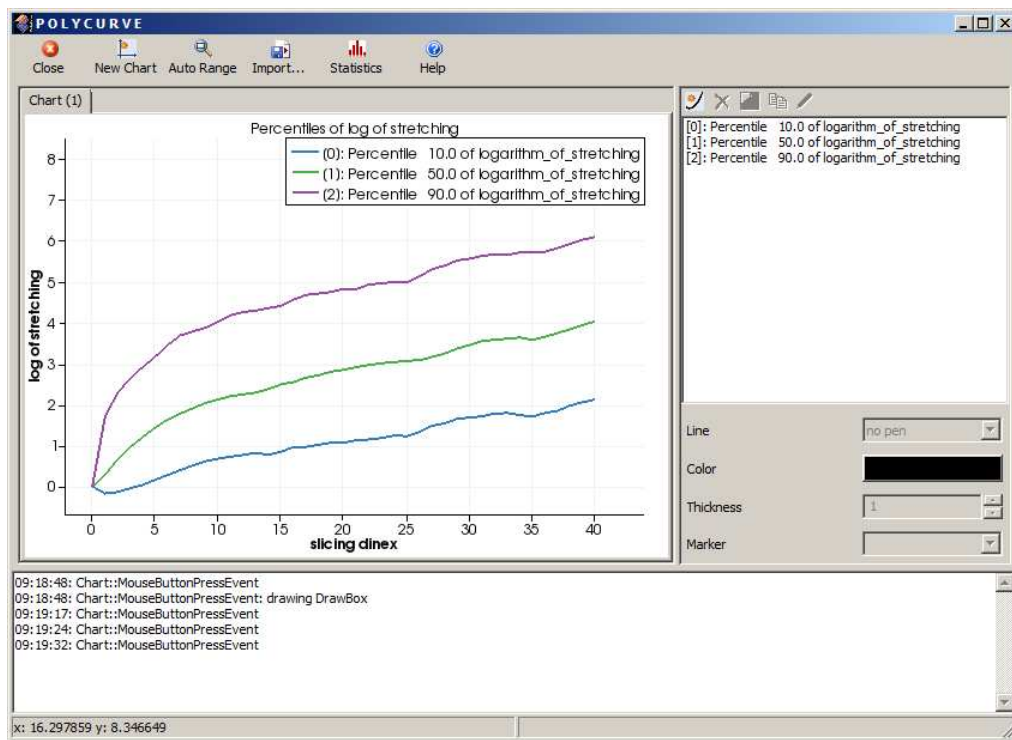 POLYCURVE
Close New Chart Auto Range Import... Statistics Help
Chart (1)
Percentiles of log of stretching
(0): Percentile 10.0 of logarithm_of_stretching
(1): Percentile 50.0 of logarithm_of_stretching
(2): Percentile 90.0 of logarithm_of_stretching
8
7
6
5
4
3
2
1
0
log of stretching
0 5 10 15 20 25 30 35 40
slicing dinex
[0]: Percentile 10.0 of logarithm_of_stretching
[1]: Percentile 50.0 of logarithm_of_stretching
[2]: Percentile 90.0 of logarithm_of_stretching
Line no pen
Color
Thickness 1
Marker
09:18:48: Chart::MouseButtonPressEvent
09:18:48: Chart::MouseButtonPressEvent: drawing DrawBox
09:19:17: Chart::MouseButtonPressEvent
09:19:24: Chart::MouseButtonPressEvent
09:19:32: Chart::MouseButtonPressEvent
x: 16.297859 y: 8.346649